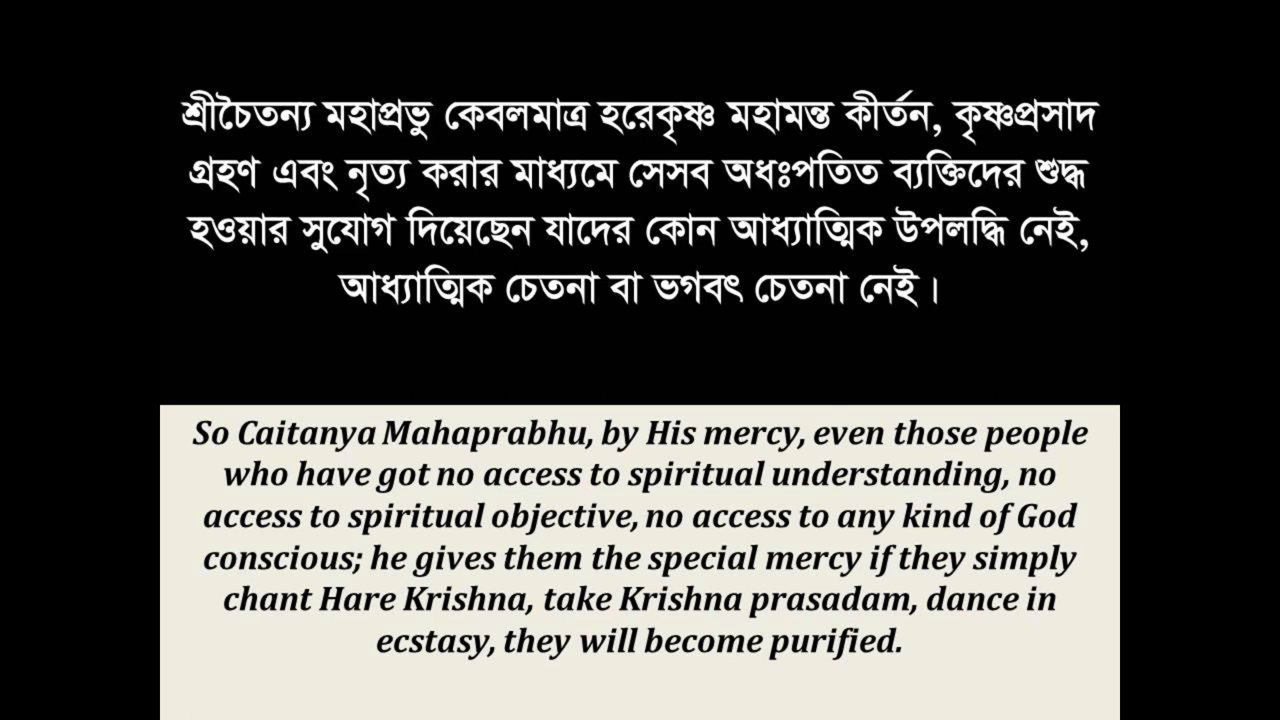 শ্রীচৈতন্য মহাপ্রভু কেবলমাত্র হরেকৃষ্ণ মহামন্ত কীর্তন, কৃষ্ণপ্রসাদ
গ্রহণ এবং নৃত্য করার মাধ্যমে সেসব অধঃপতিত ব্যক্তিদের শুদ্ধ
হওয়ার সুযোগ দিয়েছেন যাদের কোন আধ্যাত্মিক উপলদ্ধি নেই,
আধ্যাত্মিক চেতনা বা ভগবৎ চেতনা নেই।
So Caitanya Mahaprabhu, by His mercy, even those people
who have got no access to spiritual understanding, no
access to spiritual objective, no access to any kind of God
conscious; he gives them the special mercy if they simply
chant Hare Krishna, take Krishna prasadam, dance in
ecstasy, they will become purified.